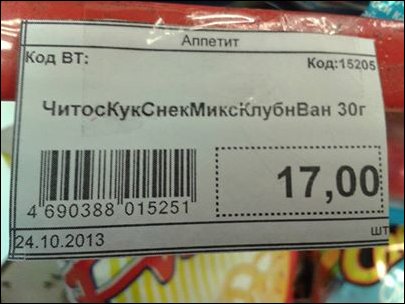 Аппетит
Код ВТ: Код:15205
ЧитосКукСнекМиксКлубнВан 30г
17,00
4 690388 015251
24.10.2013 шт